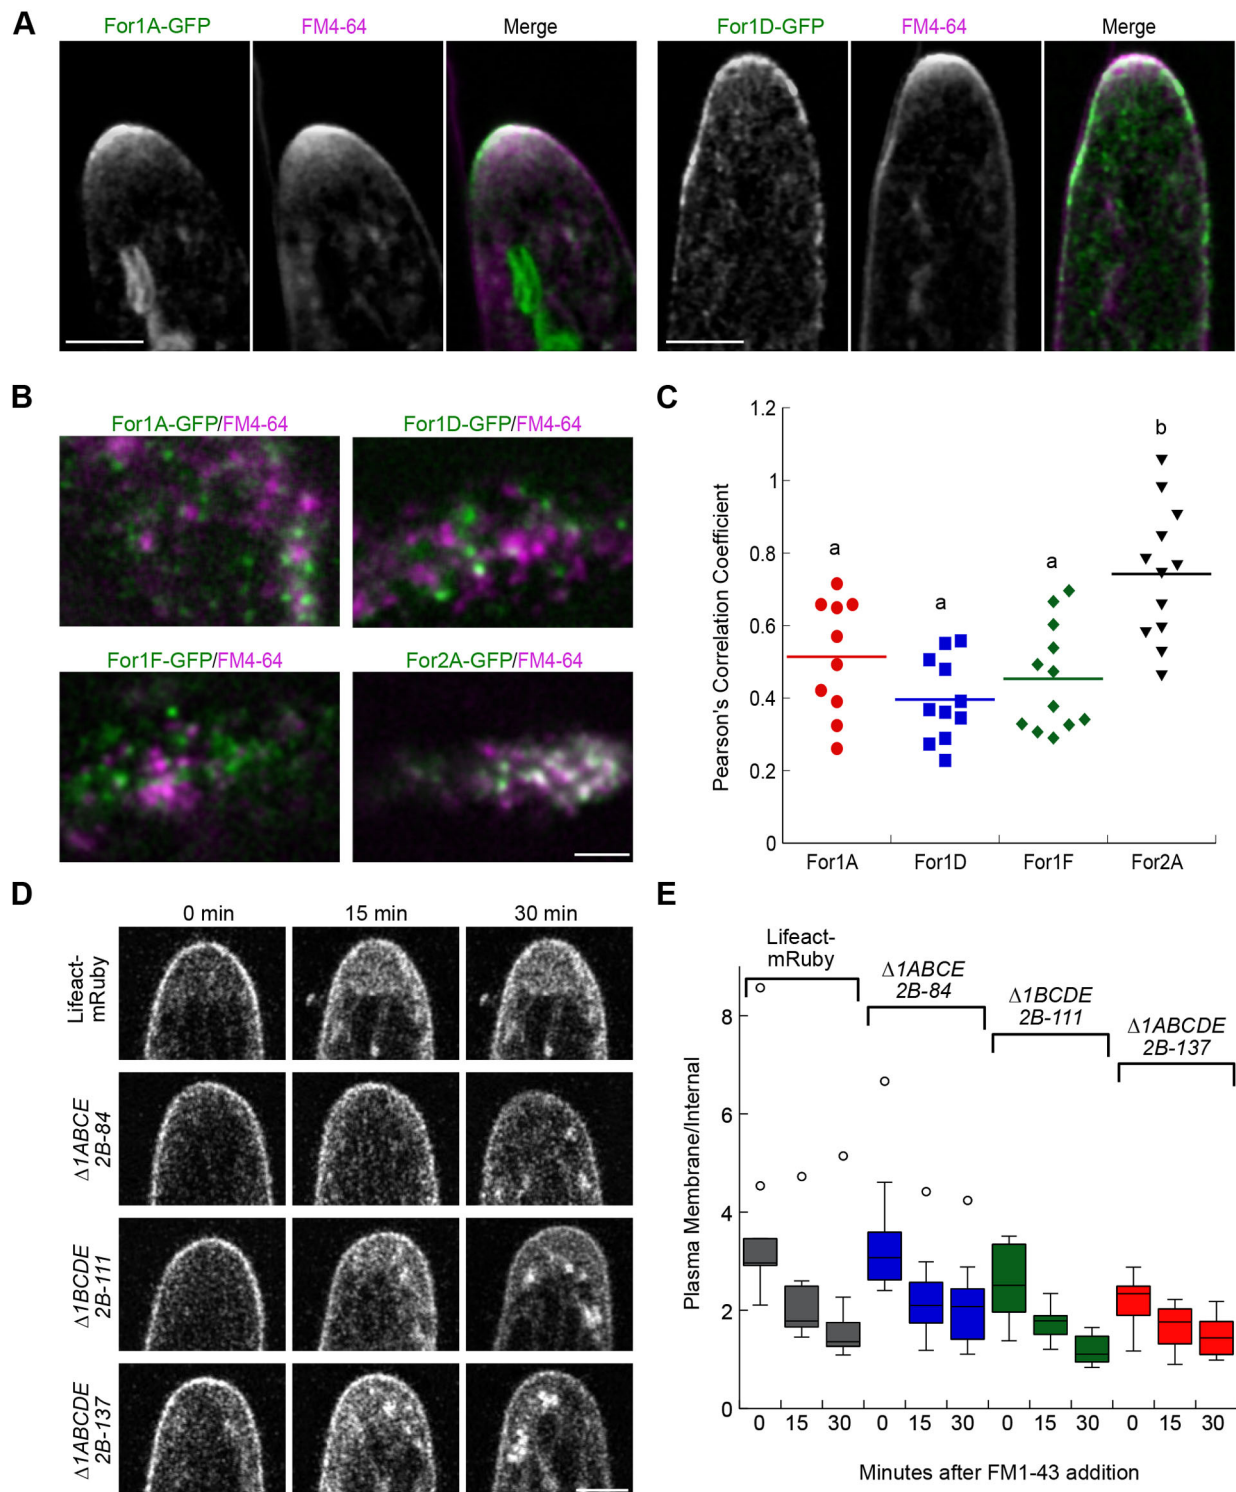 A
For1A-GFP FM4-64 Merge
For1D-GFP FM4-64 Merge
B
For1A-GFP/FM4-64 For1D-GFP/FM4-64
For1F-GFP/FM4-64 For2A-GFP/FM4-64
C
Pearson's Correlation Coefficient
1.2
1
0.8
0.6
0.4
0.2
0
a
a
a
b
For1A For1D For1F For2A
D
0 min 15 min 30 min
Lifeact-
mRuby
Δ1ABCE
2B-84
Δ1BCDE
2B-111
Δ1ABCDE
2B-137
E
Plasma Membrane/Internal
8
6
4
2
0
Lifeact-
mRuby
Δ1ABCE
2B-84
Δ1BCDE
2B-111
Δ1ABCDE
2B-137
0 15 30 0 15 30 0 15 30 0 15 30
Minutes after FM1-43 addition